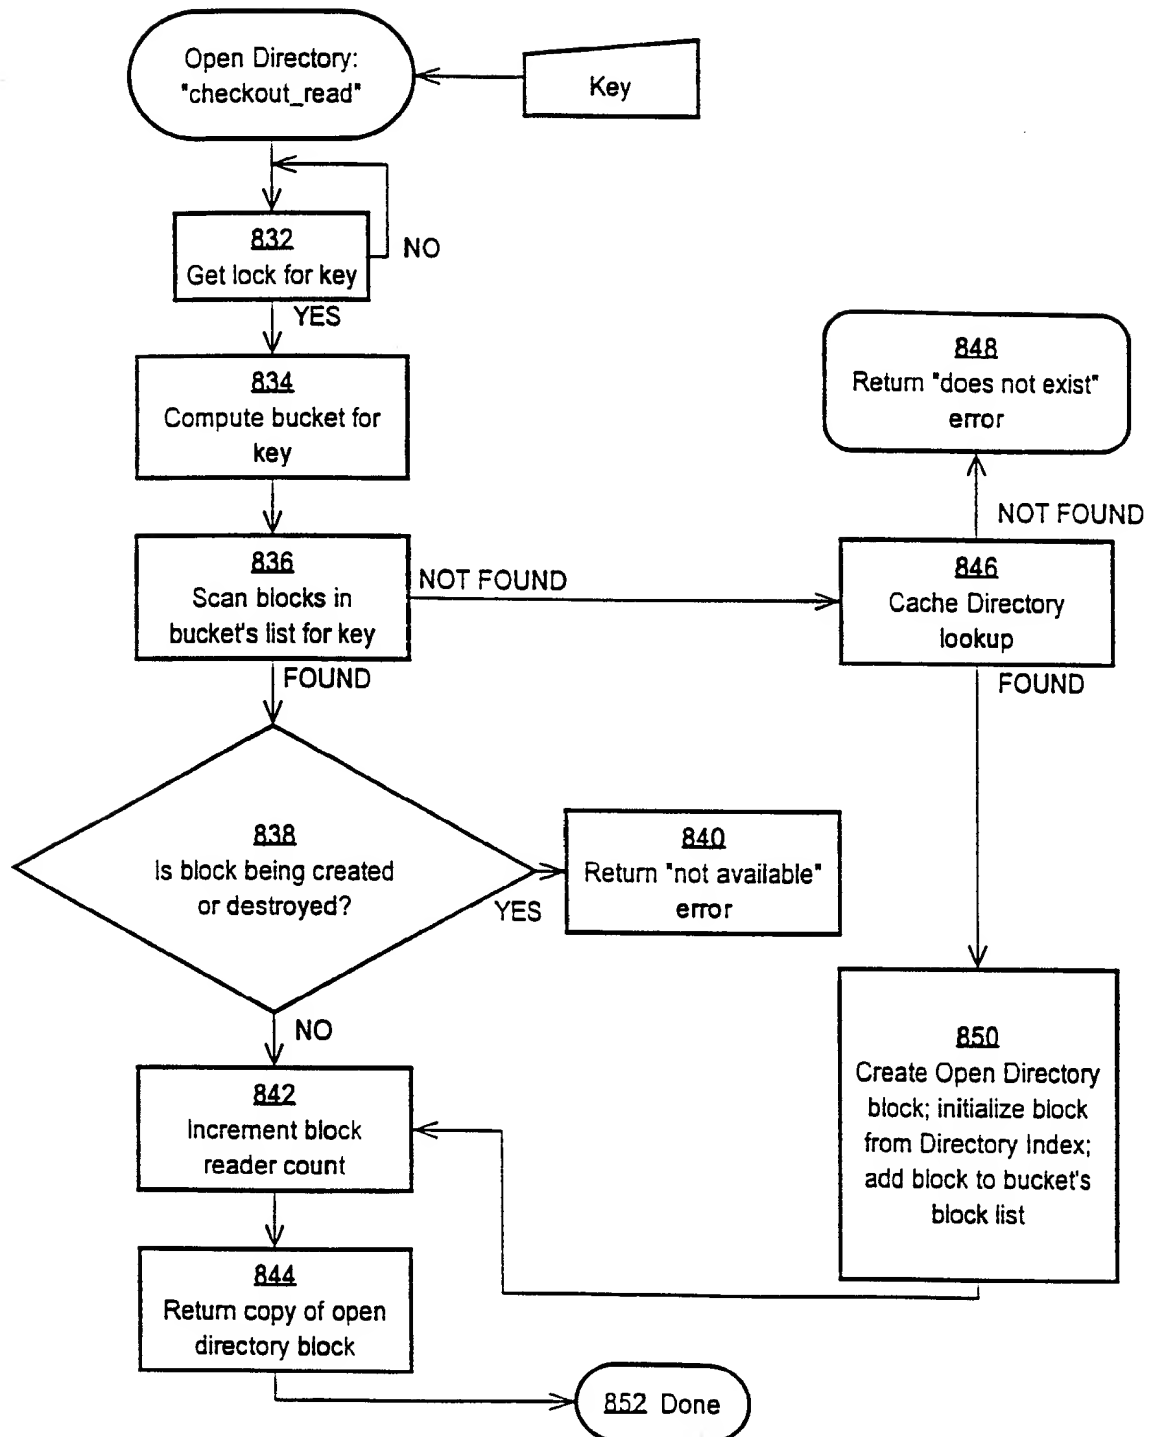 Open Directory:
"checkout_read"
Key
832
Get lock for key
NO
YES
834
Compute bucket for
key
836
Scan blocks in
bucket's list for key
NOT FOUND
FOUND
838
Is block being created
or destroyed?
YES
840
Return "not available"
error
NO
842
Increment block
reader count
844
Return copy of open
directory block
852 Done
848
Return "does not exist"
error
NOT FOUND
846
Cache Directory
lookup
FOUND
850
Create Open Directory
block; initialize block
from Directory Index;
add block to bucket's
block list